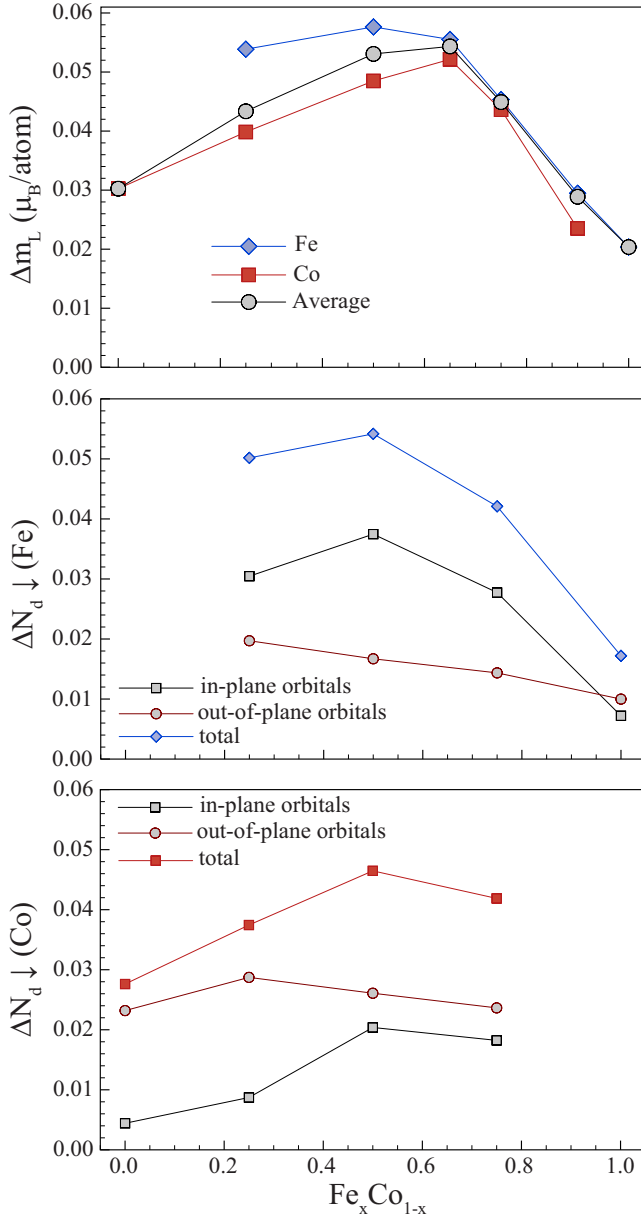 0.06
0.05
0.04
0.03
0.02
0.01
0.00
Δm_L (μ_B/atom)
Fe
Co
Average
0.06
0.05
0.04
0.03
0.02
0.01
0.00
ΔN_d ↓ (Fe)
in-plane orbitals
out-of-plane orbitals
total
0.06
0.05
0.04
0.03
0.02
0.01
0.00
ΔN_d ↓ (Co)
in-plane orbitals
out-of-plane orbitals
total
0.0 0.2 0.4 0.6 0.8 1.0
Fe_xCo_{1-x}